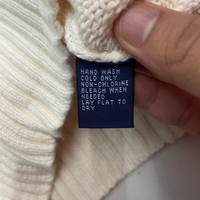 HAND WASH
COLD ONLY
NON-CHLORINE
BLEACH WHEN
NEEDED
LAY FLAT TO
DRY